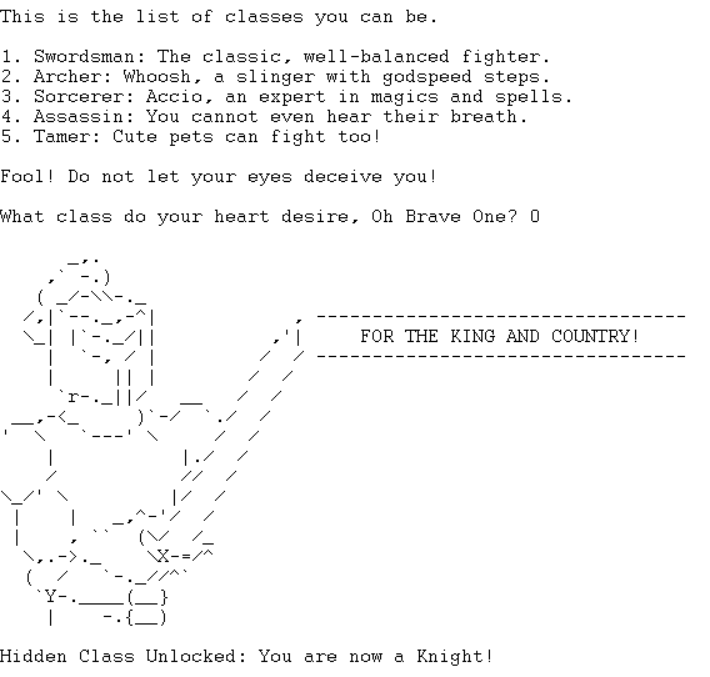 This is the list of classes you can be.
1. Swordsman: The classic, well-balanced fighter.
2. Archer: Whoosh, a slinger with godspeed steps.
3. Sorcerer: Accio, an expert in magics and spells.
4. Assassin: You cannot even hear their breath.
5. Tamer: Cute pets can fight too!
Fool! Do not let your eyes deceive you!
What class do your heart desire, Oh Brave One? 0
FOR THE KING AND COUNTRY!
Hidden Class Unlocked: You are now a Knight!